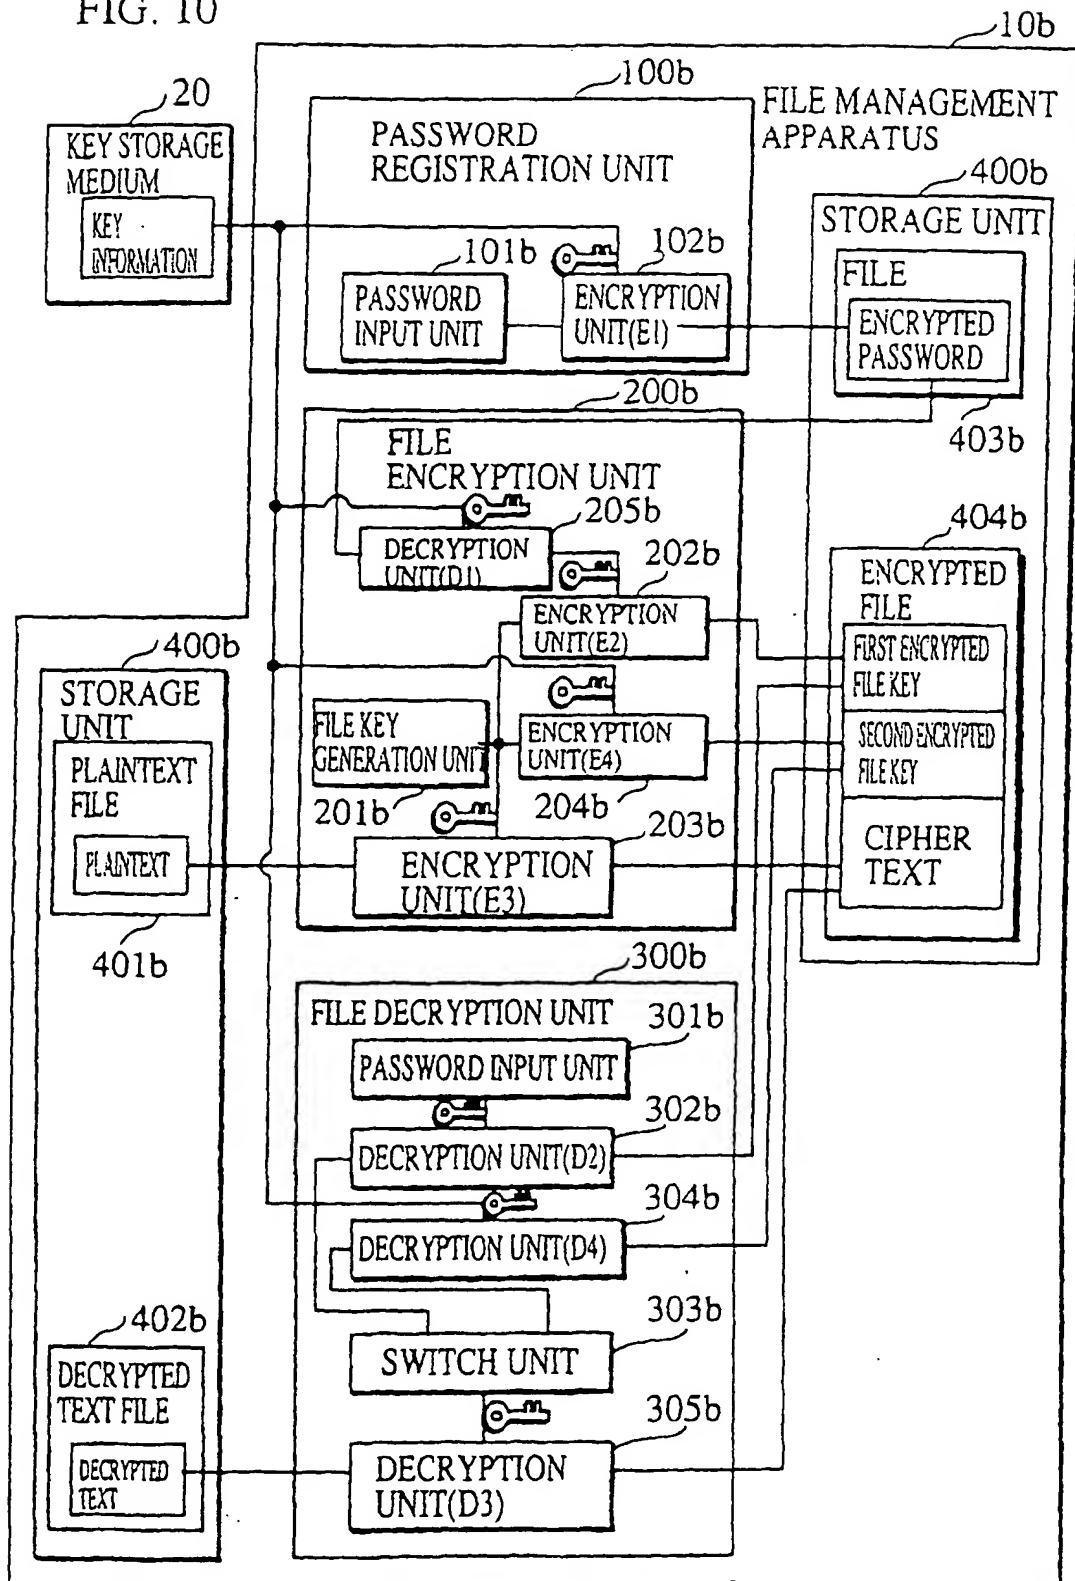 FIG. 10
10b
20
KEY STORAGE
MEDIUM
KEY
INFORMATION
100b
PASSWORD
REGISTRATION UNIT
101b
PASSWORD
INPUT UNIT
102b
ENCRYPTION
UNIT(E1)
FILE MANAGEMENT
APPARATUS
400b
STORAGE UNIT
FILE
ENCRYPTED
PASSWORD
403b
200b
FILE
ENCRYPTION UNIT
205b
DECRYPTION
UNIT(D1)
202b
ENCRYPTION
UNIT(E2)
FILE KEY
GENERATION UNIT
201b
ENCRYPTION
UNIT(E4)
204b
203b
ENCRYPTION
UNIT(E3)
404b
ENCRYPTED
FILE
FIRST ENCRYPTED
FILE KEY
SECOND ENCRYPTED
FILE KEY
CIPHER
TEXT
400b
STORAGE
UNIT
PLAINTEXT
FILE
PLAINTEXT
401b
300b
FILE DECRYPTION UNIT
301b
PASSWORD INPUT UNIT
302b
DECRYPTION UNIT(D2)
304b
DECRYPTION UNIT(D4)
303b
SWITCH UNIT
305b
DECRYPTION
UNIT(D3)
402b
DECRYPTED
TEXT FILE
DECRYPTED
TEXT